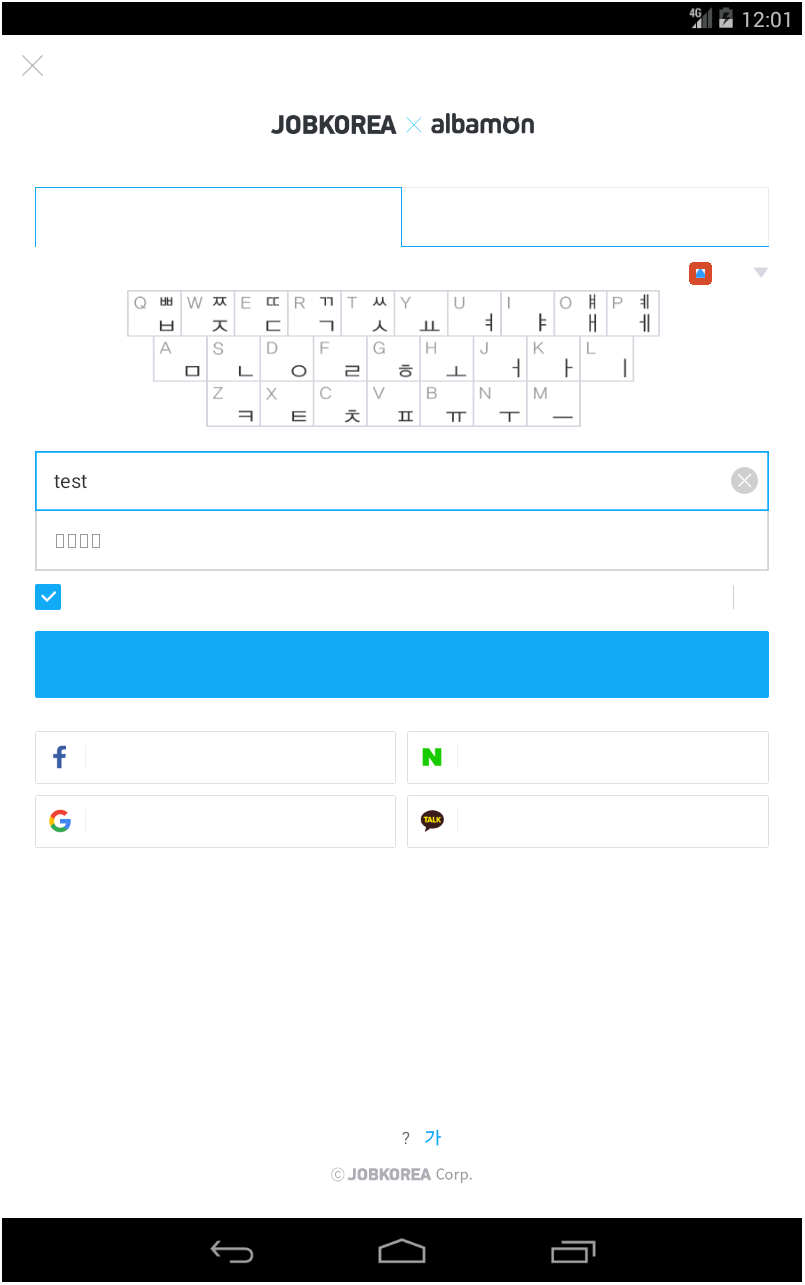 4G 12:01
JOBKOREA × albamon
Q ㅃ ㅂ W ㅉ ㅈ E ㄸ ㄷ R ㄲ ㄱ T ㅆ ㅅ Y ㅛ U ㅕ I ㅑ O ㅒ ㅐ P ㅖ ㅔ
A ㅁ S ㄴ D ㅇ F ㄹ G ㅎ H ㅗ J ㅓ K ㅏ L ㅣ
Z ㅋ X ㅌ C ㅊ V ㅍ B ㅠ N ㅜ M ㅡ
test
f N
G TALK
? 가
ⓒ JOBKOREA Corp.